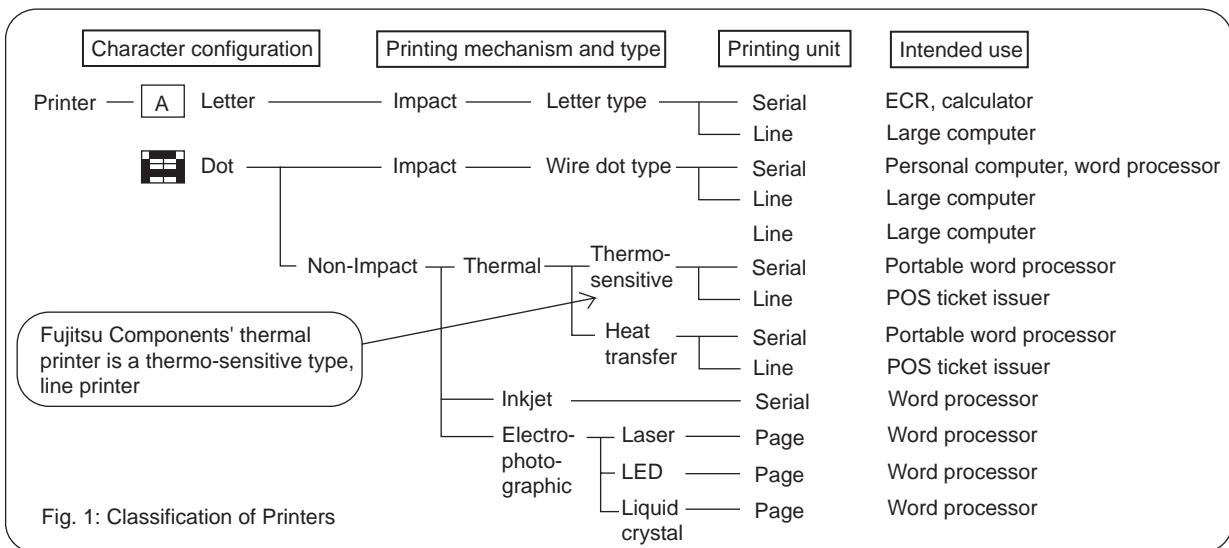 Character configuration Printing mechanism and type Printing unit Intended use
Printer A Letter Impact Letter type Serial ECR, calculator
Line Large computer
Dot Impact Wire dot type Serial Personal computer, word processor
Line Large computer
Line Large computer
Non-Impact Thermal Thermo-
sensitive Serial Portable word processor
Line POS ticket issuer
Fujitsu Components' thermal
printer is a thermo-sensitive type,
line printer
Heat
transfer Serial Portable word processor
Line POS ticket issuer
Inkjet Serial Word processor
Electro-
photo-
graphic Laser Page Word processor
LED Page Word processor
Liquid
crystal Page Word processor
Fig. 1: Classification of Printers